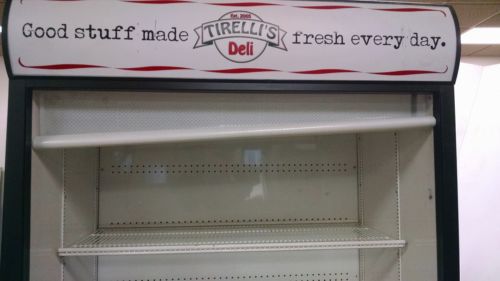 Est. 2005
Good stuff made TIRELLI'S fresh every day.
Deli